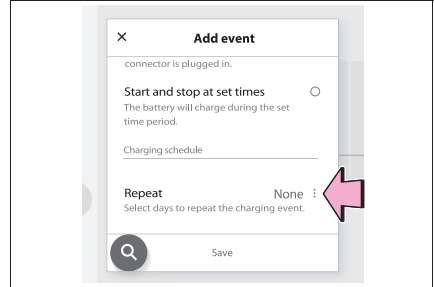 Add event
connector is plugged in.
Start and stop at set times
The battery will charge during the set
time period.
Charging schedule
Repeat None
Select days to repeat the charging event.
Save